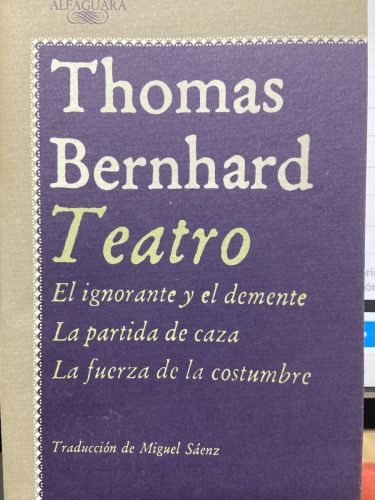 ALFAGUARA
Thomas
Bernhard
Teatro
El ignorante y el demente
La partida de caza
La fuerza de la costumbre
Traducción de Miguel Sáenz